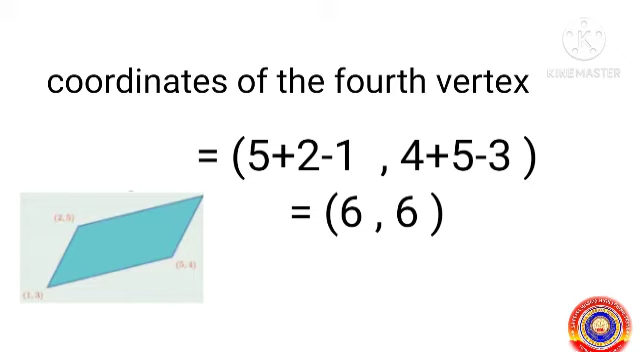 KINEMASTER
coordinates of the fourth vertex
= (5+2-1 , 4+5-3 )
= (6 , 6 )
(2, 5)
(5, 4)
(1, 3)